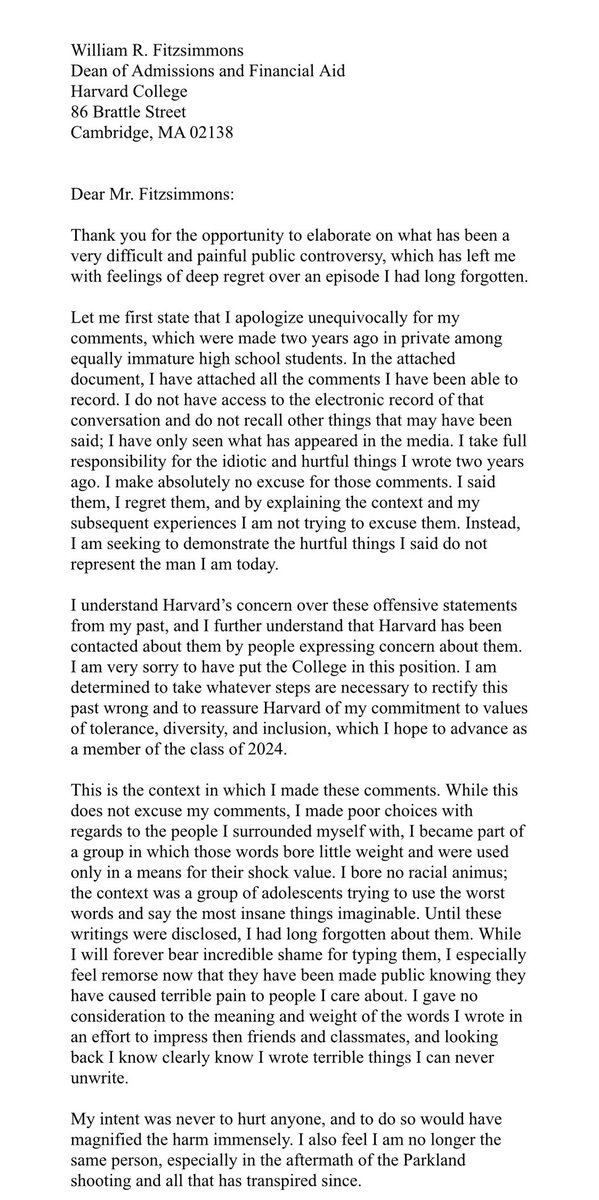 William R. Fitzsimmons
Dean of Admissions and Financial Aid
Harvard College
86 Brattle Street
Cambridge, MA 02138
Dear Mr. Fitzsimmons:
Thank you for the opportunity to elaborate on what has been a
very difficult and painful public controversy, which has left me
with feelings of deep regret over an episode I had long forgotten.
Let me first state that I apologize unequivocally for my
comments, which were made two years ago in private among
equally immature high school students. In the attached
document, I have attached all the comments I have been able to
record. I do not have access to the electronic record of that
conversation and do not recall other things that may have been
said; I have only seen what has appeared in the media. I take full
responsibility for the idiotic and hurtful things I wrote two years
ago. I make absolutely no excuse for those comments. I said
them, I regret them, and by explaining the context and my
subsequent experiences I am not trying to excuse them. Instead,
I am seeking to demonstrate the hurtful things I said do not
represent the man I am today.
I understand Harvard’s concern over these offensive statements
from my past, and I further understand that Harvard has been
contacted about them by people expressing concern about them.
I am very sorry to have put the College in this position. I am
determined to take whatever steps are necessary to rectify this
past wrong and to reassure Harvard of my commitment to values
of tolerance, diversity, and inclusion, which I hope to advance as
a member of the class of 2024.
This is the context in which I made these comments. While this
does not excuse my comments, I made poor choices with
regards to the people I surrounded myself with, I became part of
a group in which those words bore little weight and were used
only in a means for their shock value. I bore no racial animus;
the context was a group of adolescents trying to use the worst
words and say the most insane things imaginable. Until these
writings were disclosed, I had long forgotten about them. While
I will forever bear incredible shame for typing them, I especially
feel remorse now that they have been made public knowing they
have caused terrible pain to people I care about. I gave no
consideration to the meaning and weight of the words I wrote in
an effort to impress then friends and classmates, and looking
back I know clearly know I wrote terrible things I can never
unwrite.
My intent was never to hurt anyone, and to do so would have
magnified the harm immensely. I also feel I am no longer the
same person, especially in the aftermath of the Parkland
shooting and all that has transpired since.